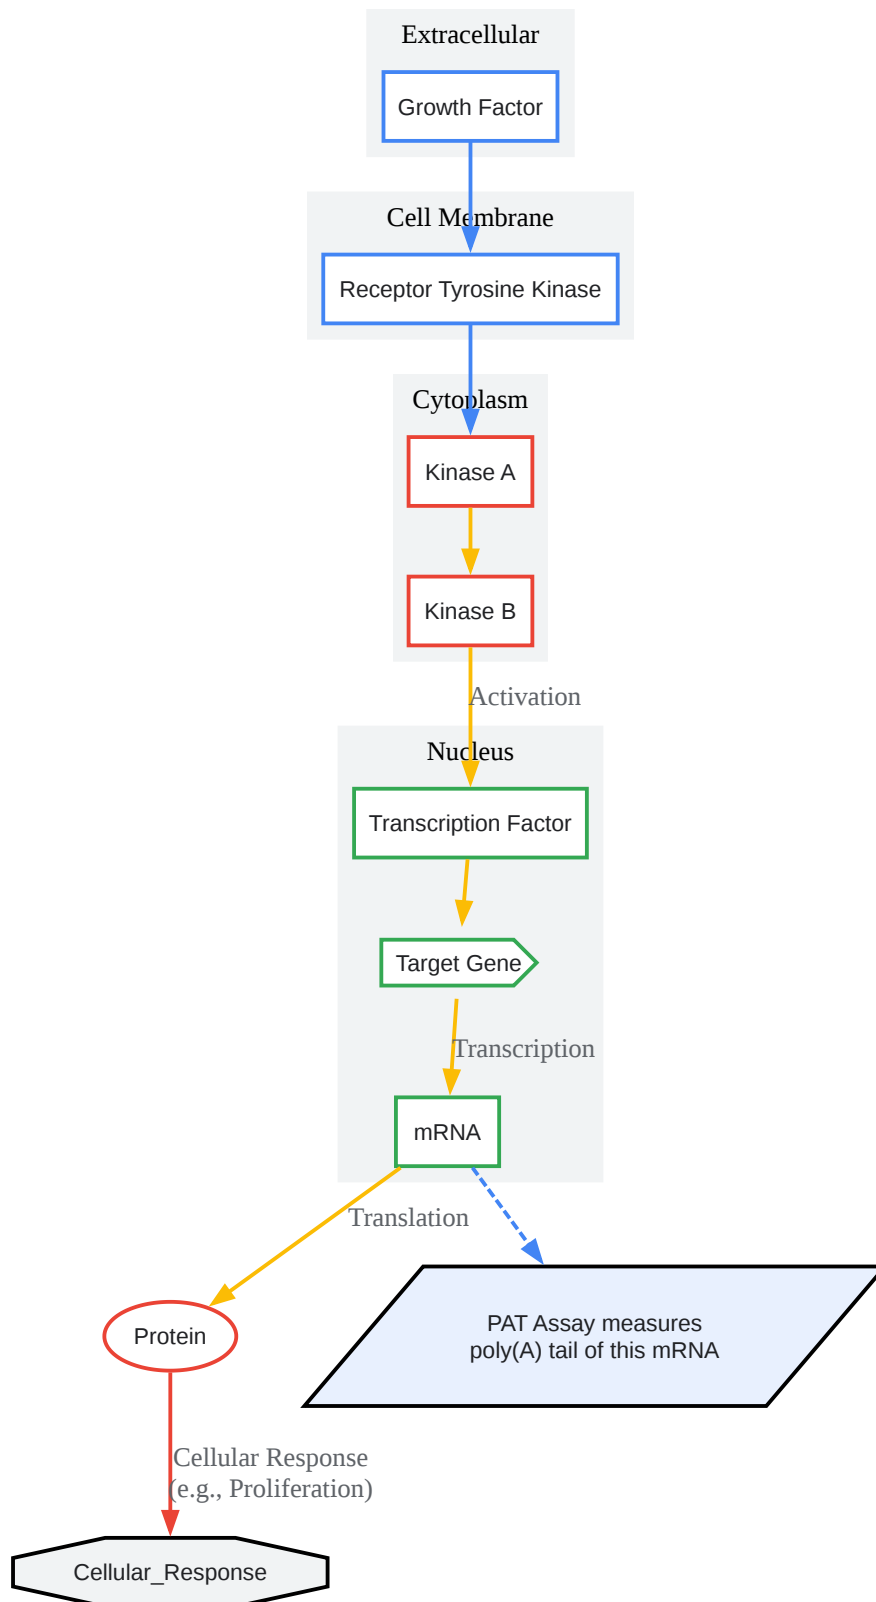 Extracellular
Growth Factor
Cell Membrane
Receptor Tyrosine Kinase
Cytoplasm
Kinase A
Kinase B
Activation
Nucleus
Transcription Factor
Target Gene
Transcription
mRNA
Translation
Protein
PAT Assay measures
poly(A) tail of this mRNA
Cellular Response
(e.g., Proliferation)
Cellular_Response